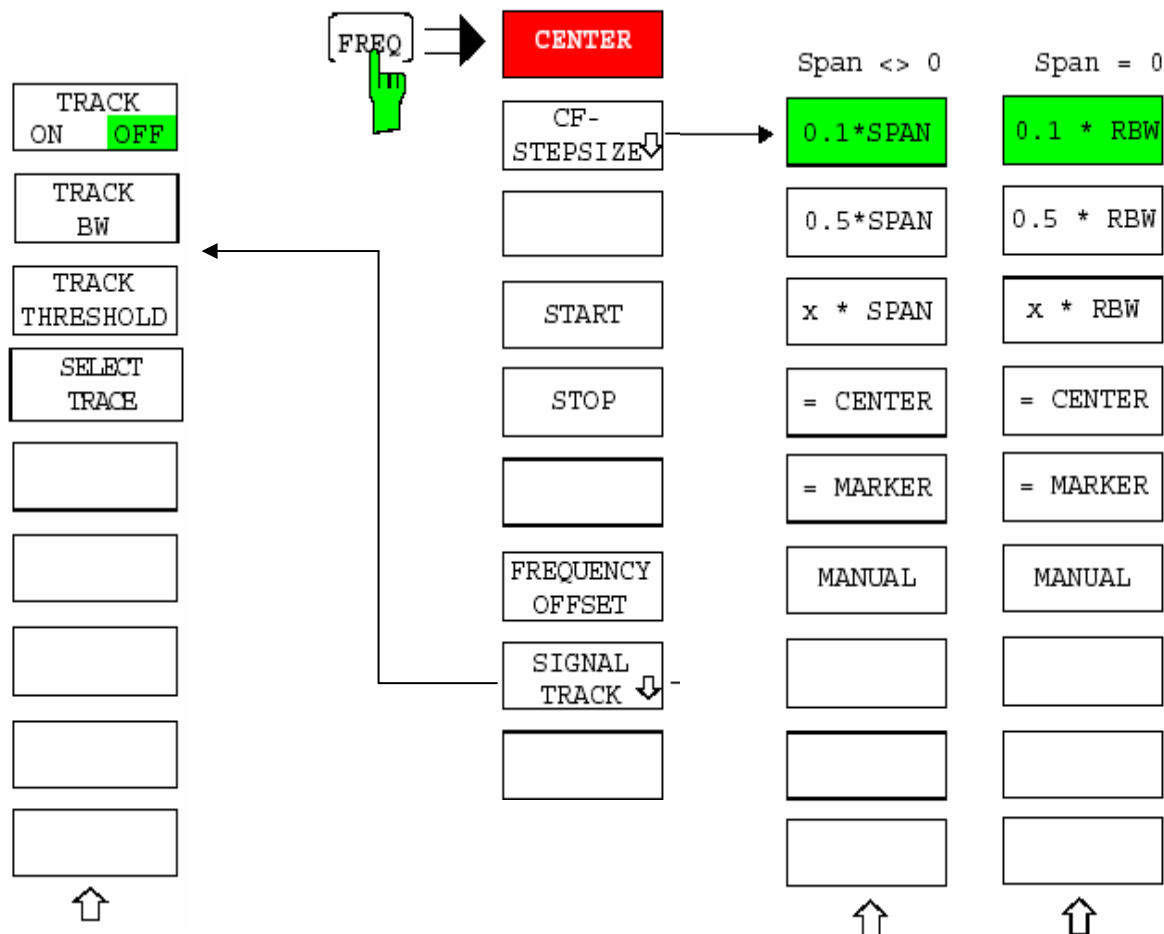 TRACK
ON OFF
TRACK
BW
TRACK
THRESHOLD
SELECT
TRACE
FREQ
CENTER
CF-
STEPSIZE
START
STOP
FREQUENCY
OFFSET
SIGNAL
TRACK
Span <> 0
0.1*SPAN
0.5*SPAN
x * SPAN
= CENTER
= MARKER
MANUAL
Span = 0
0.1 * RBW
0.5 * RBW
x * RBW
= CENTER
= MARKER
MANUAL